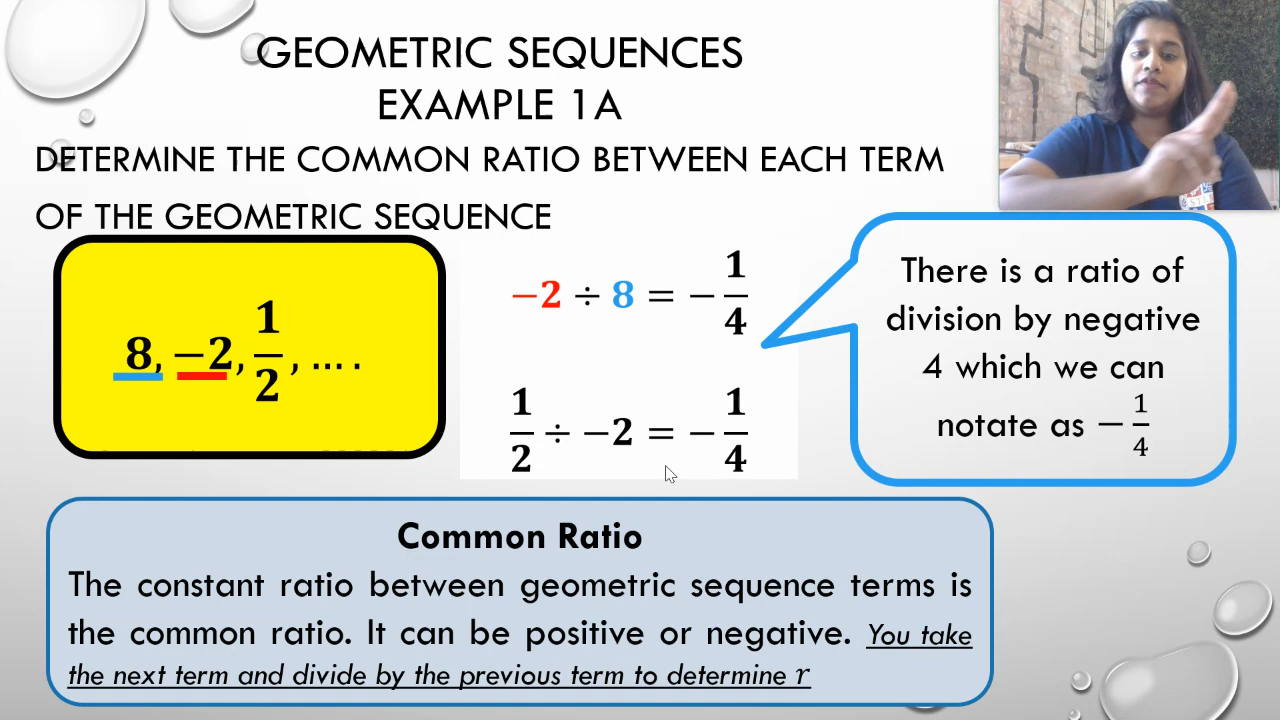 GEOMETRIC SEQUENCES
EXAMPLE 1A
DETERMINE THE COMMON RATIO BETWEEN EACH TERM
OF THE GEOMETRIC SEQUENCE
8, −2, 1/2, ... .
−2 ÷ 8 = − 1/4
1/2 ÷ −2 = − 1/4
There is a ratio of
division by negative
4 which we can
notate as − 1/4
Common Ratio
The constant ratio between geometric sequence terms is
the common ratio. It can be positive or negative. You take
the next term and divide by the previous term to determine r